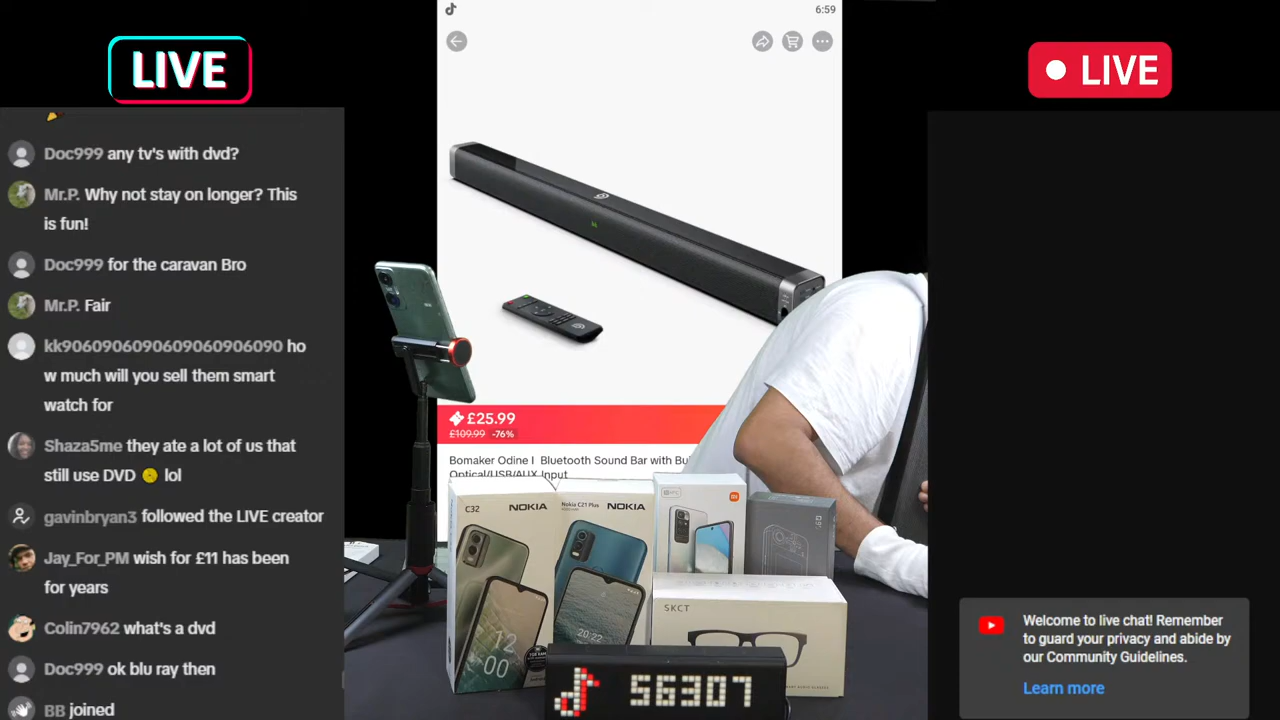 LIVE
Doc999 any tv's with dvd?
Mr.P. Why not stay on longer? This
is fun!
Doc999 for the caravan Bro
Mr.P. Fair
kk9060906090609060906090 ho
w much will you sell them smart
watch for
Shaza5me they ate a lot of us that
still use DVD 📀 lol
gavinbryan3 followed the LIVE creator
Jay_For_PM wish for £11 has been
for years
Colin7962 what's a dvd
Doc999 ok blu ray then
BB joined
6:59
£25.99
£109.99 -76%
Bomaker Odine I Bluetooth Sound Bar with
Optical/USB/AUX Input
C32 NOKIA
Nokia C21 Plus NOKIA
12
00
20:22
SKCT
56307
LIVE
Welcome to live chat! Remember
to guard your privacy and abide by
our Community Guidelines.
Learn more